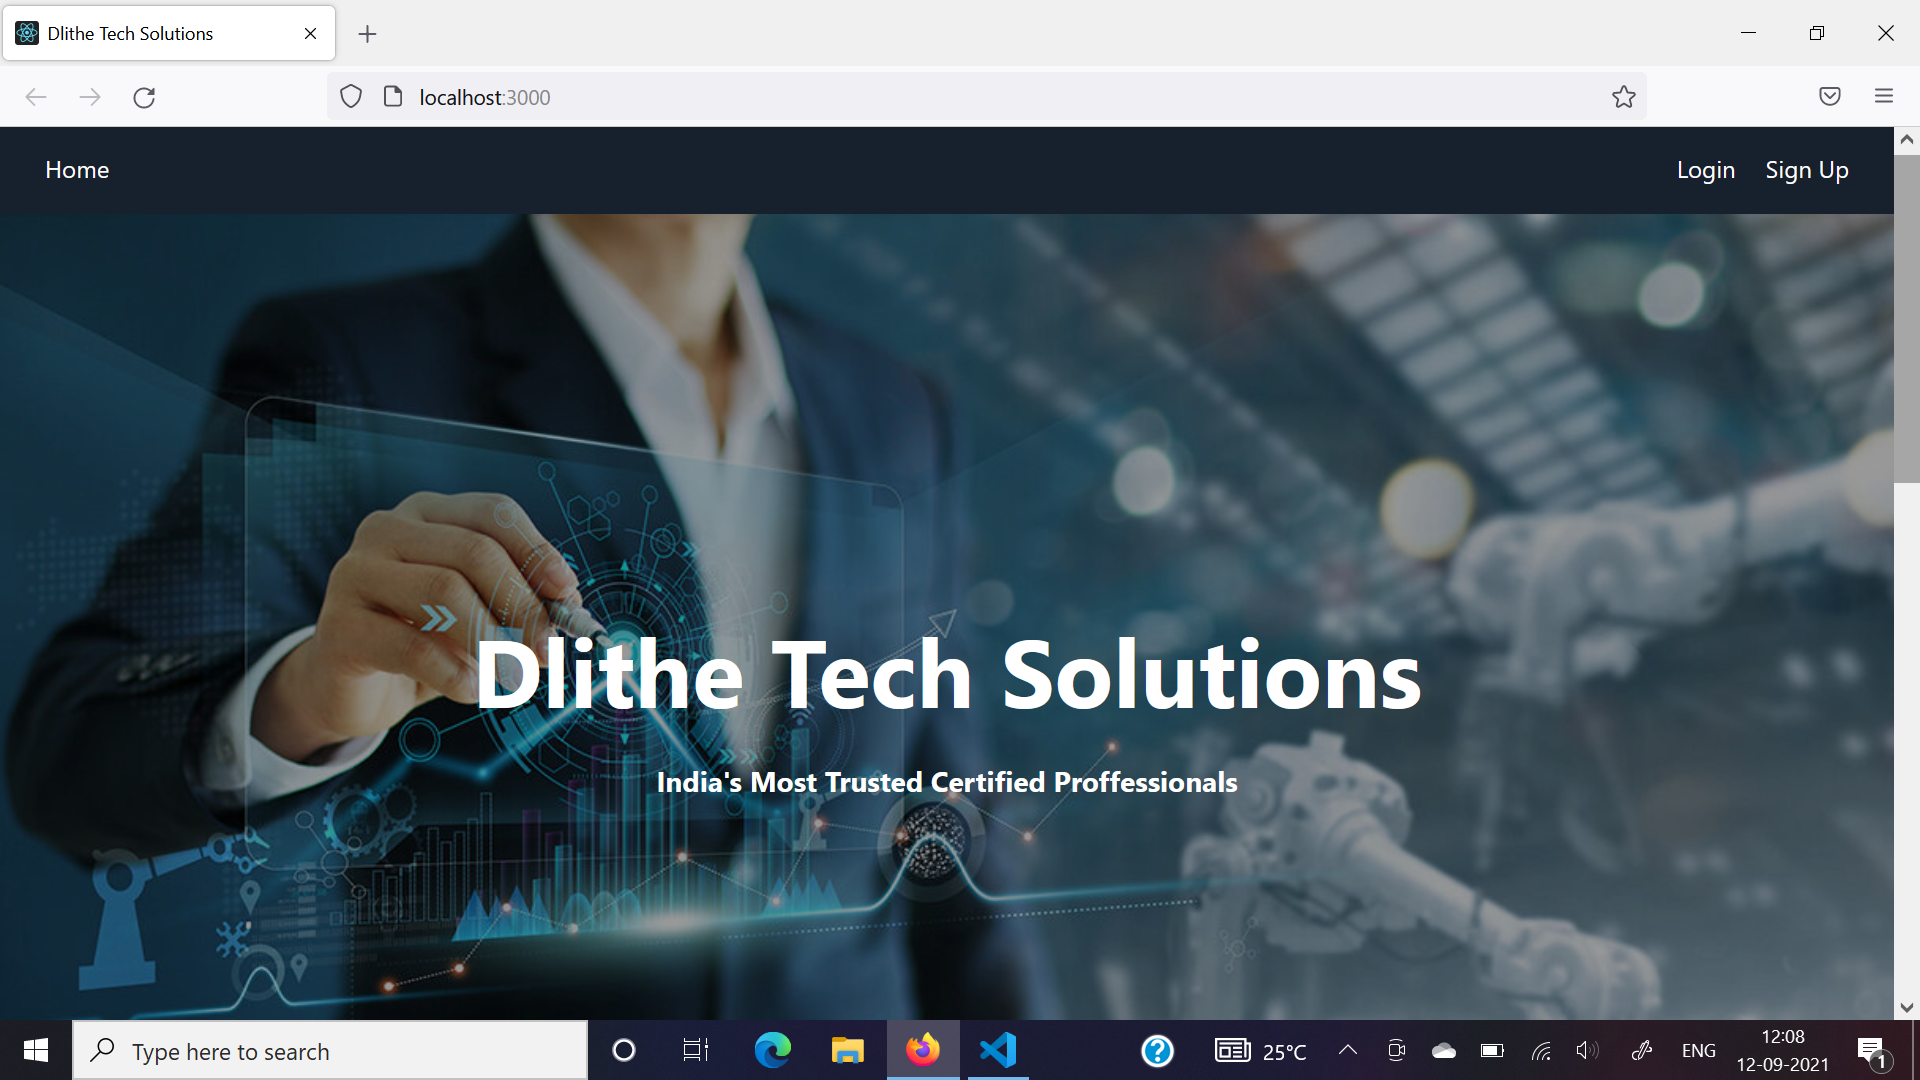 Dlithe Tech Solutions
localhost:3000
Home Login Sign Up
Dlithe Tech Solutions
India's Most Trusted Certified Proffessionals
Type here to search
25°C
ENG
12:08
12-09-2021
1